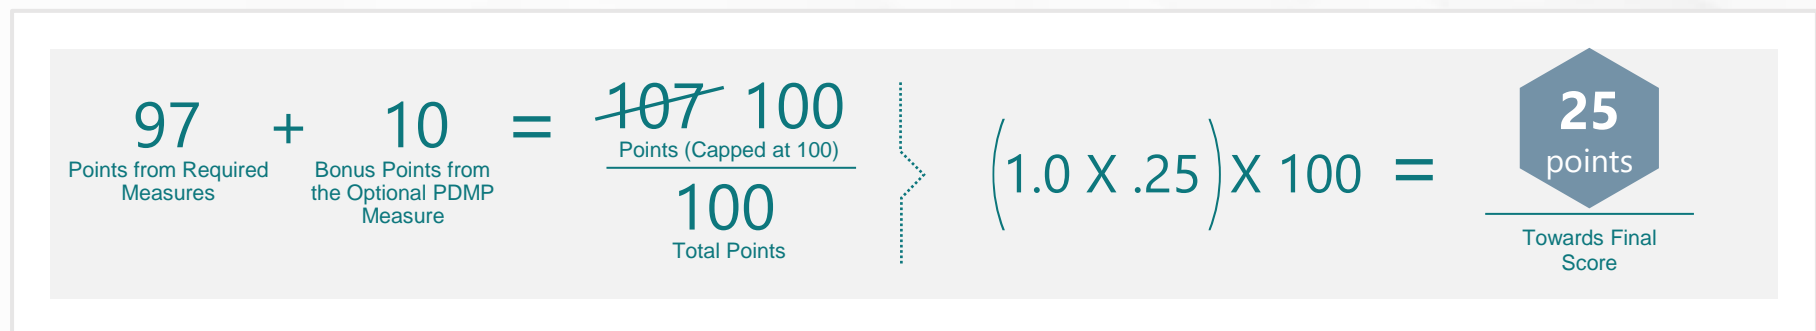 97
Points from Required
Measures
+
10
Bonus Points from
the Optional PDMP
Measure
=
107 100
Points (Capped at 100)
100
Total Points
(1.0 X .25) X 100 =
25
points
Towards Final
Score